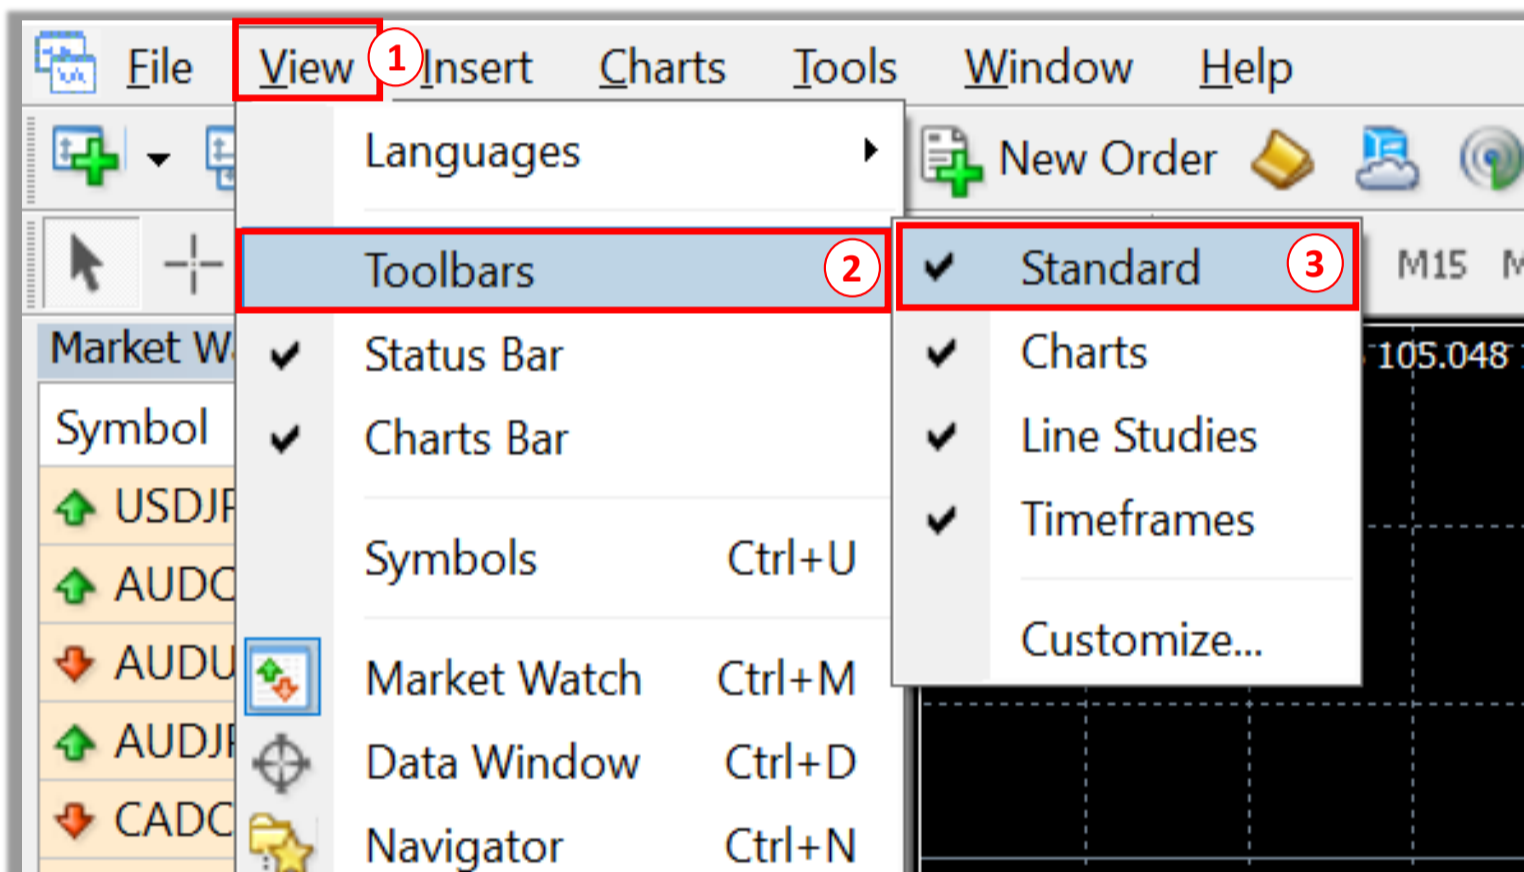 File View 1 Insert Charts Tools Window Help
Languages
New Order
Toolbars 2
Standard 3
M15
Market W
Status Bar
Charts
105.048
Symbol
Charts Bar
Line Studies
USDJP
Timeframes
Symbols Ctrl+U
AUDC
Customize...
AUDU
Market Watch Ctrl+M
AUDJP
Data Window Ctrl+D
CADC
Navigator Ctrl+N